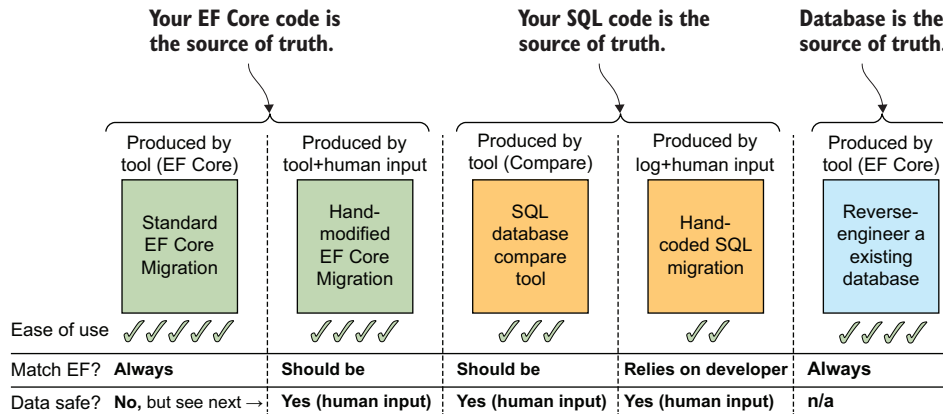 Your EF Core code is
the source of truth.
Your SQL code is the
source of truth.
Database is the
source of truth.
Produced by
tool (EF Core)
Produced by
tool+human input
Produced by
tool (Compare)
Produced by
log+human input
Produced by
tool (EF Core)
Standard
EF Core
Migration
Hand-
modified
EF Core
Migration
SQL
database
compare
tool
Hand-
coded SQL
migration
Reverse-
engineer a
existing
database
Ease of use
Match EF? Always Should be Should be Relies on developer Always
Data safe? No, but see next → Yes (human input) Yes (human input) Yes (human input) n/a